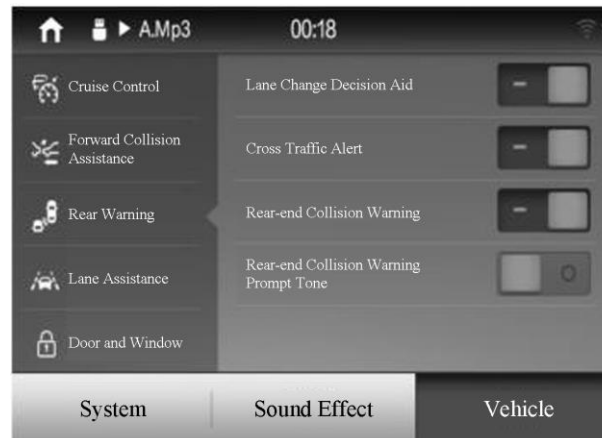 A.Mp3
00:18
Cruise Control
Lane Change Decision Aid
Forward Collision
Assistance
Cross Traffic Alert
Rear Warning
Rear-end Collision Warning
Lane Assistance
Rear-end Collision Warning
Prompt Tone
Door and Window
System
Sound Effect
Vehicle